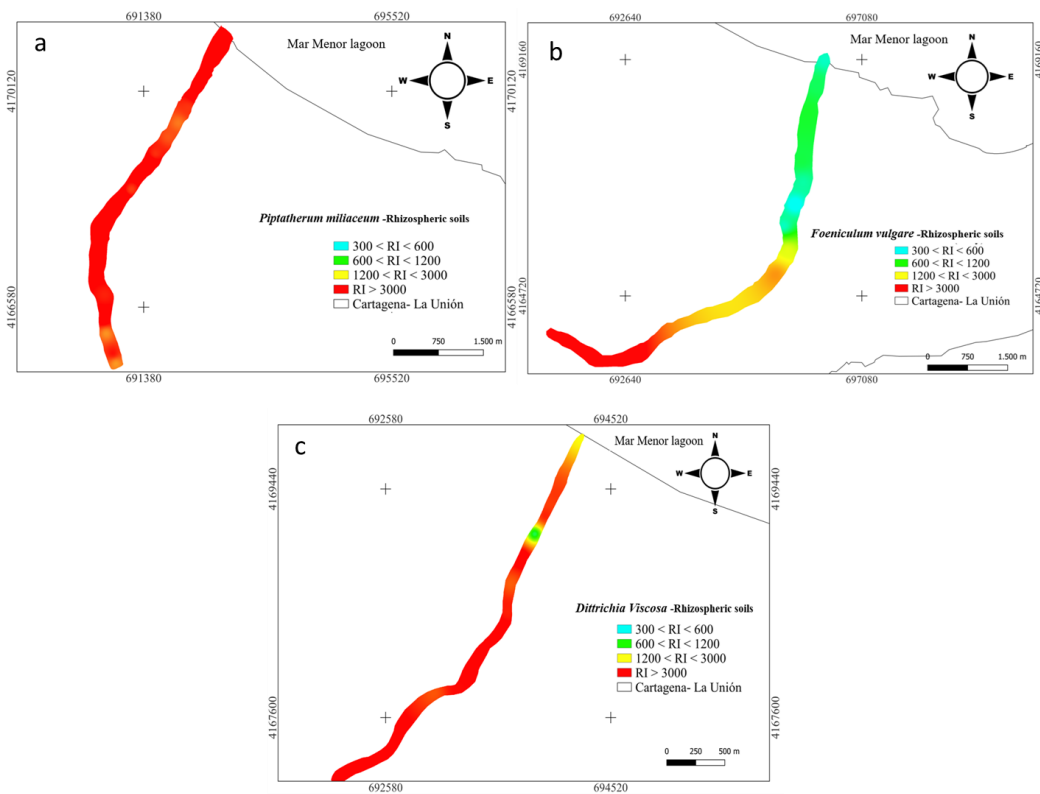 691380 695520
a
Mar Menor lagoon
N
W E
S
4170120 4170120
Piptatherum miliaceum -Rhizospheric soils
300 < RI < 600
600 < RI < 1200
1200 < RI < 3000
RI > 3000
Cartagena- La Unión
4166580 4166580
0 750 1.500 m
691380 695520
692640 697080
b
Mar Menor lagoon
N
W E
S
4169160 4169160
Foeniculum vulgare -Rhizospheric soils
300 < RI < 600
600 < RI < 1200
1200 < RI < 3000
RI > 3000
Cartagena- La Unión
4164720 4164720
0 750 1.500 m
692640 697080
692580 694520
c
Mar Menor lagoon
N
W E
S
4169440 4169440
Dittrichia Viscosa -Rhizospheric soils
300 < RI < 600
600 < RI < 1200
1200 < RI < 3000
RI > 3000
Cartagena- La Unión
4167600 4167600
0 250 500 m
692580 694520